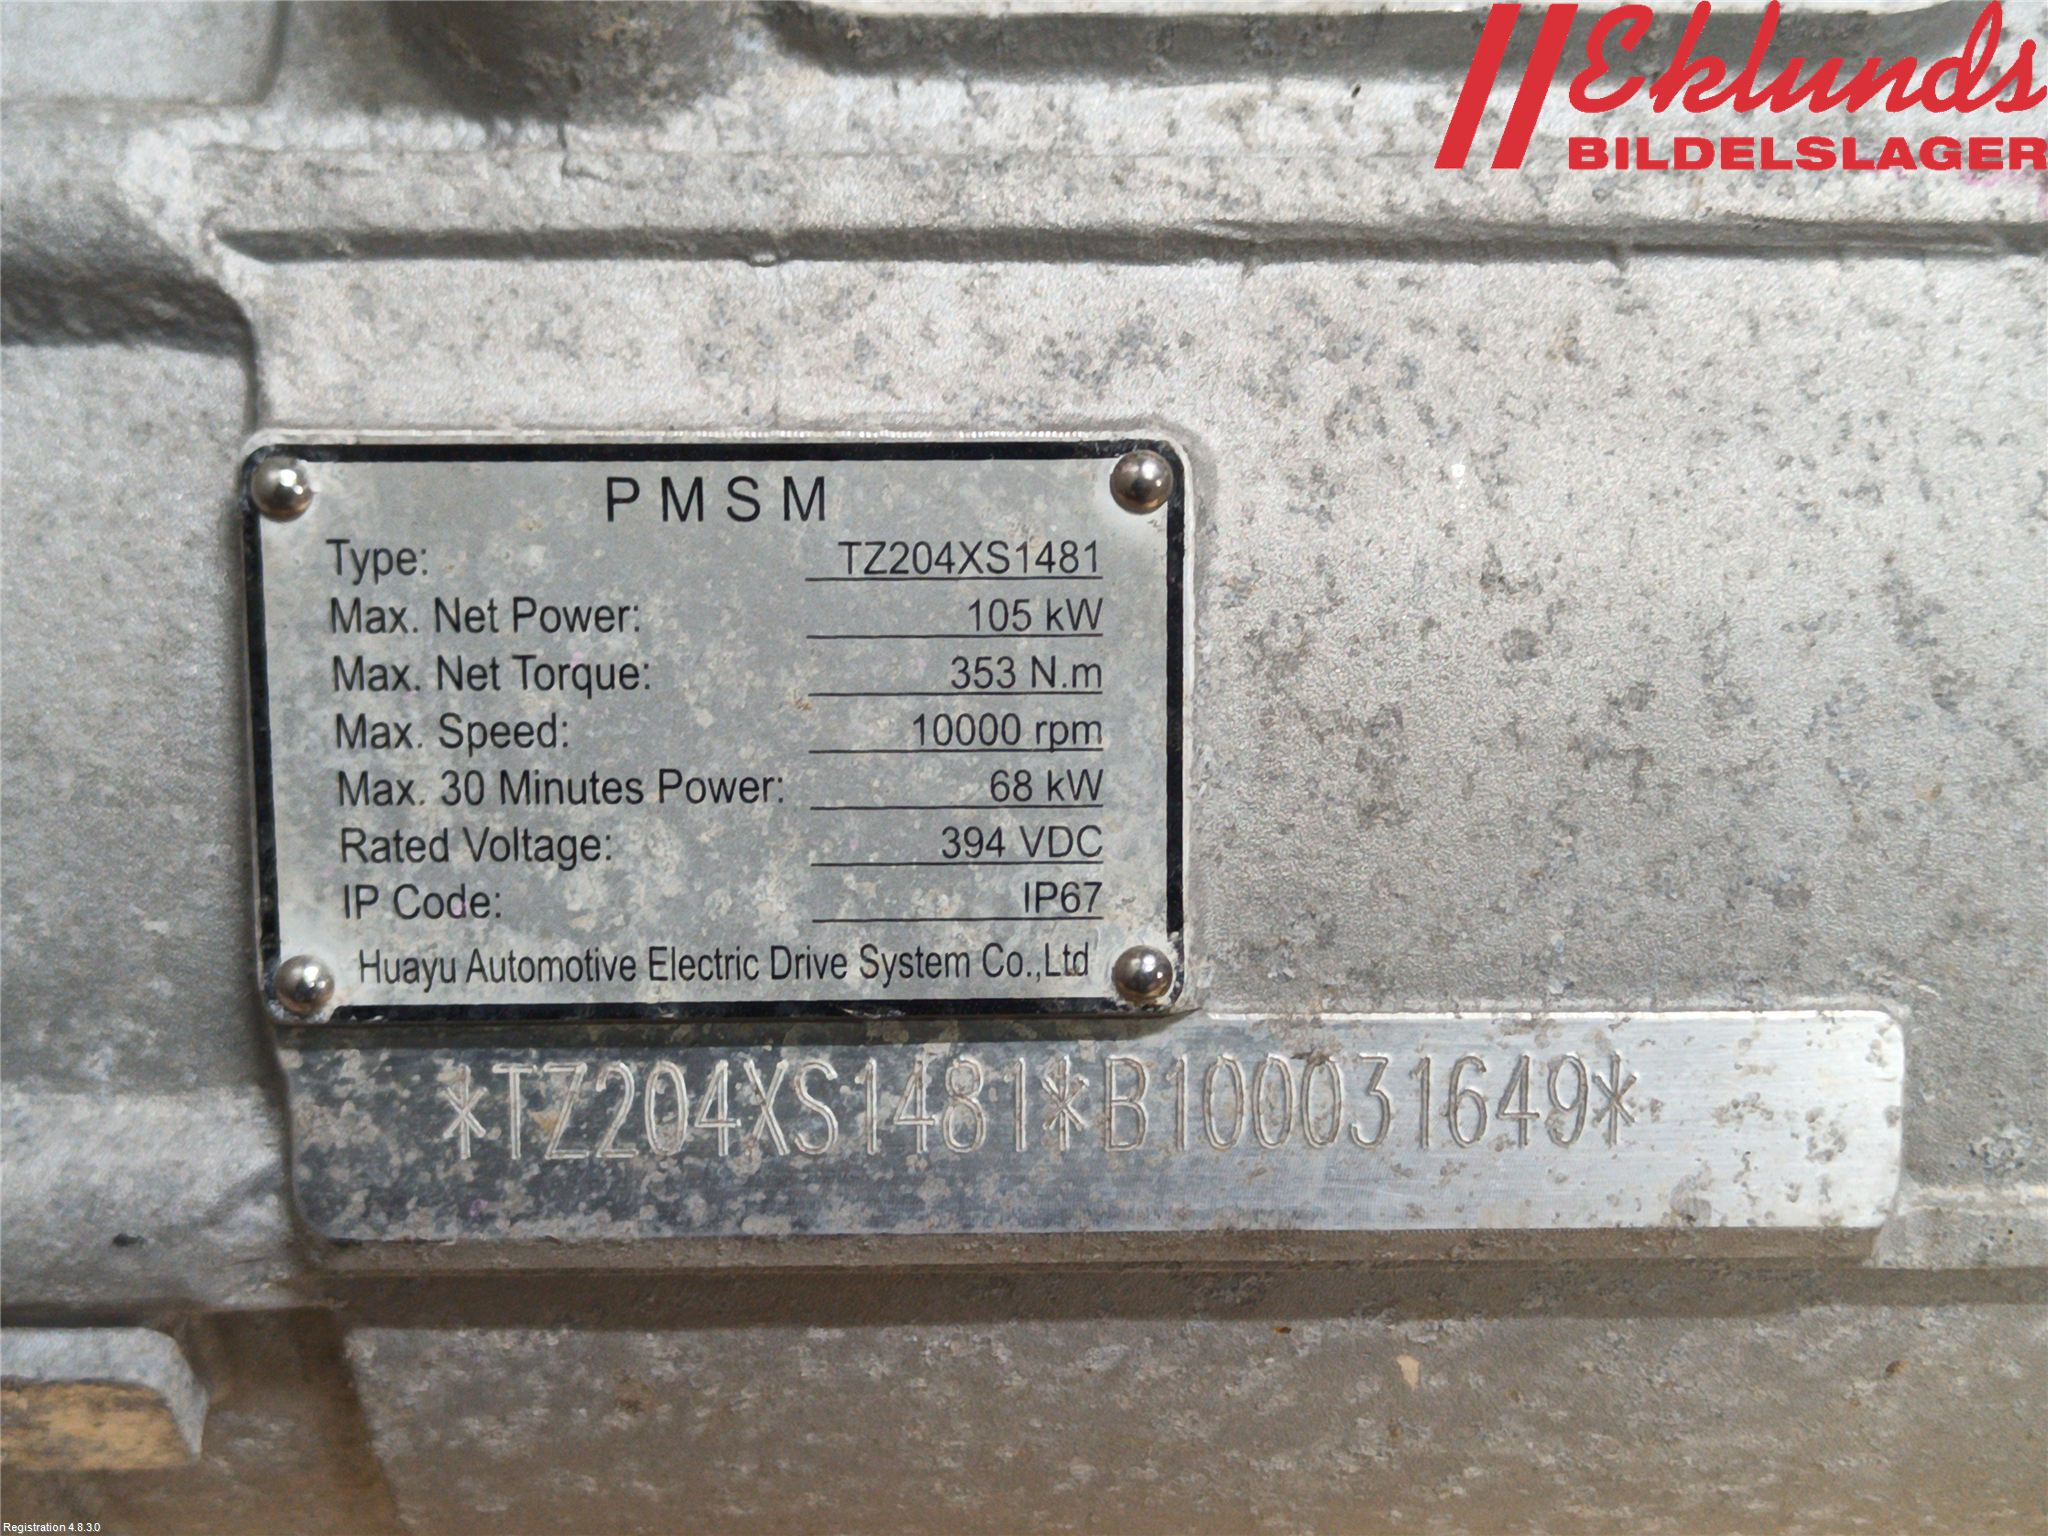 Eklunds
BILDELSLAGER
PMSM
Type: TZ204XS1481
Max. Net Power: 105 kW
Max. Net Torque: 353 N.m
Max. Speed: 10000 rpm
Max. 30 Minutes Power: 68 kW
Rated Voltage: 394 VDC
IP Code: IP67
Huayu Automotive Electric Drive System Co.,Ltd
*TZ204XS1481*B100031649*
Registration 4.8.3.0